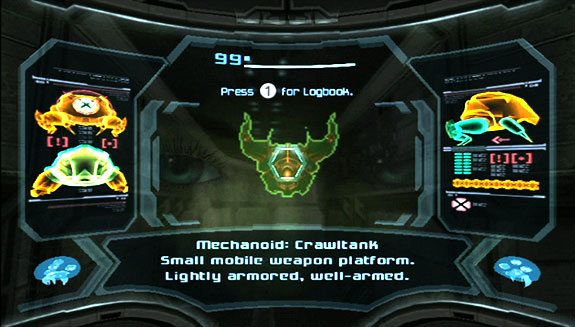 99
Press 1 for Logbook.
[!] [•]
[!] [•]
Mechanoid: Crawltank
Small mobile weapon platform.
Lightly armored, well-armed.